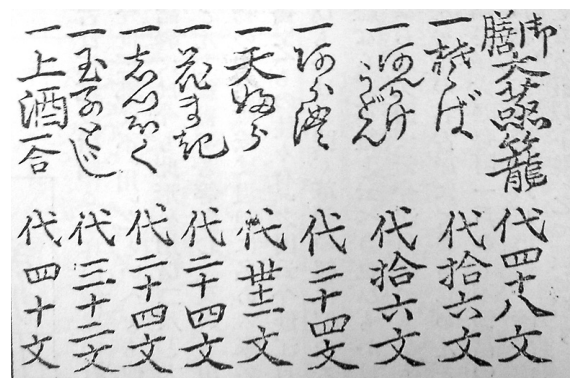 御膳大蒸籠 代四十八文
一そば 代拾六文
一あんかけうどん 代拾六文
一あられ 代二十四文
一天婦ら 代卅二文
一花まき 代二十四文
一しつぽく 代二十四文
一玉子とじ 代三十二文
一上酒一合 代四十文